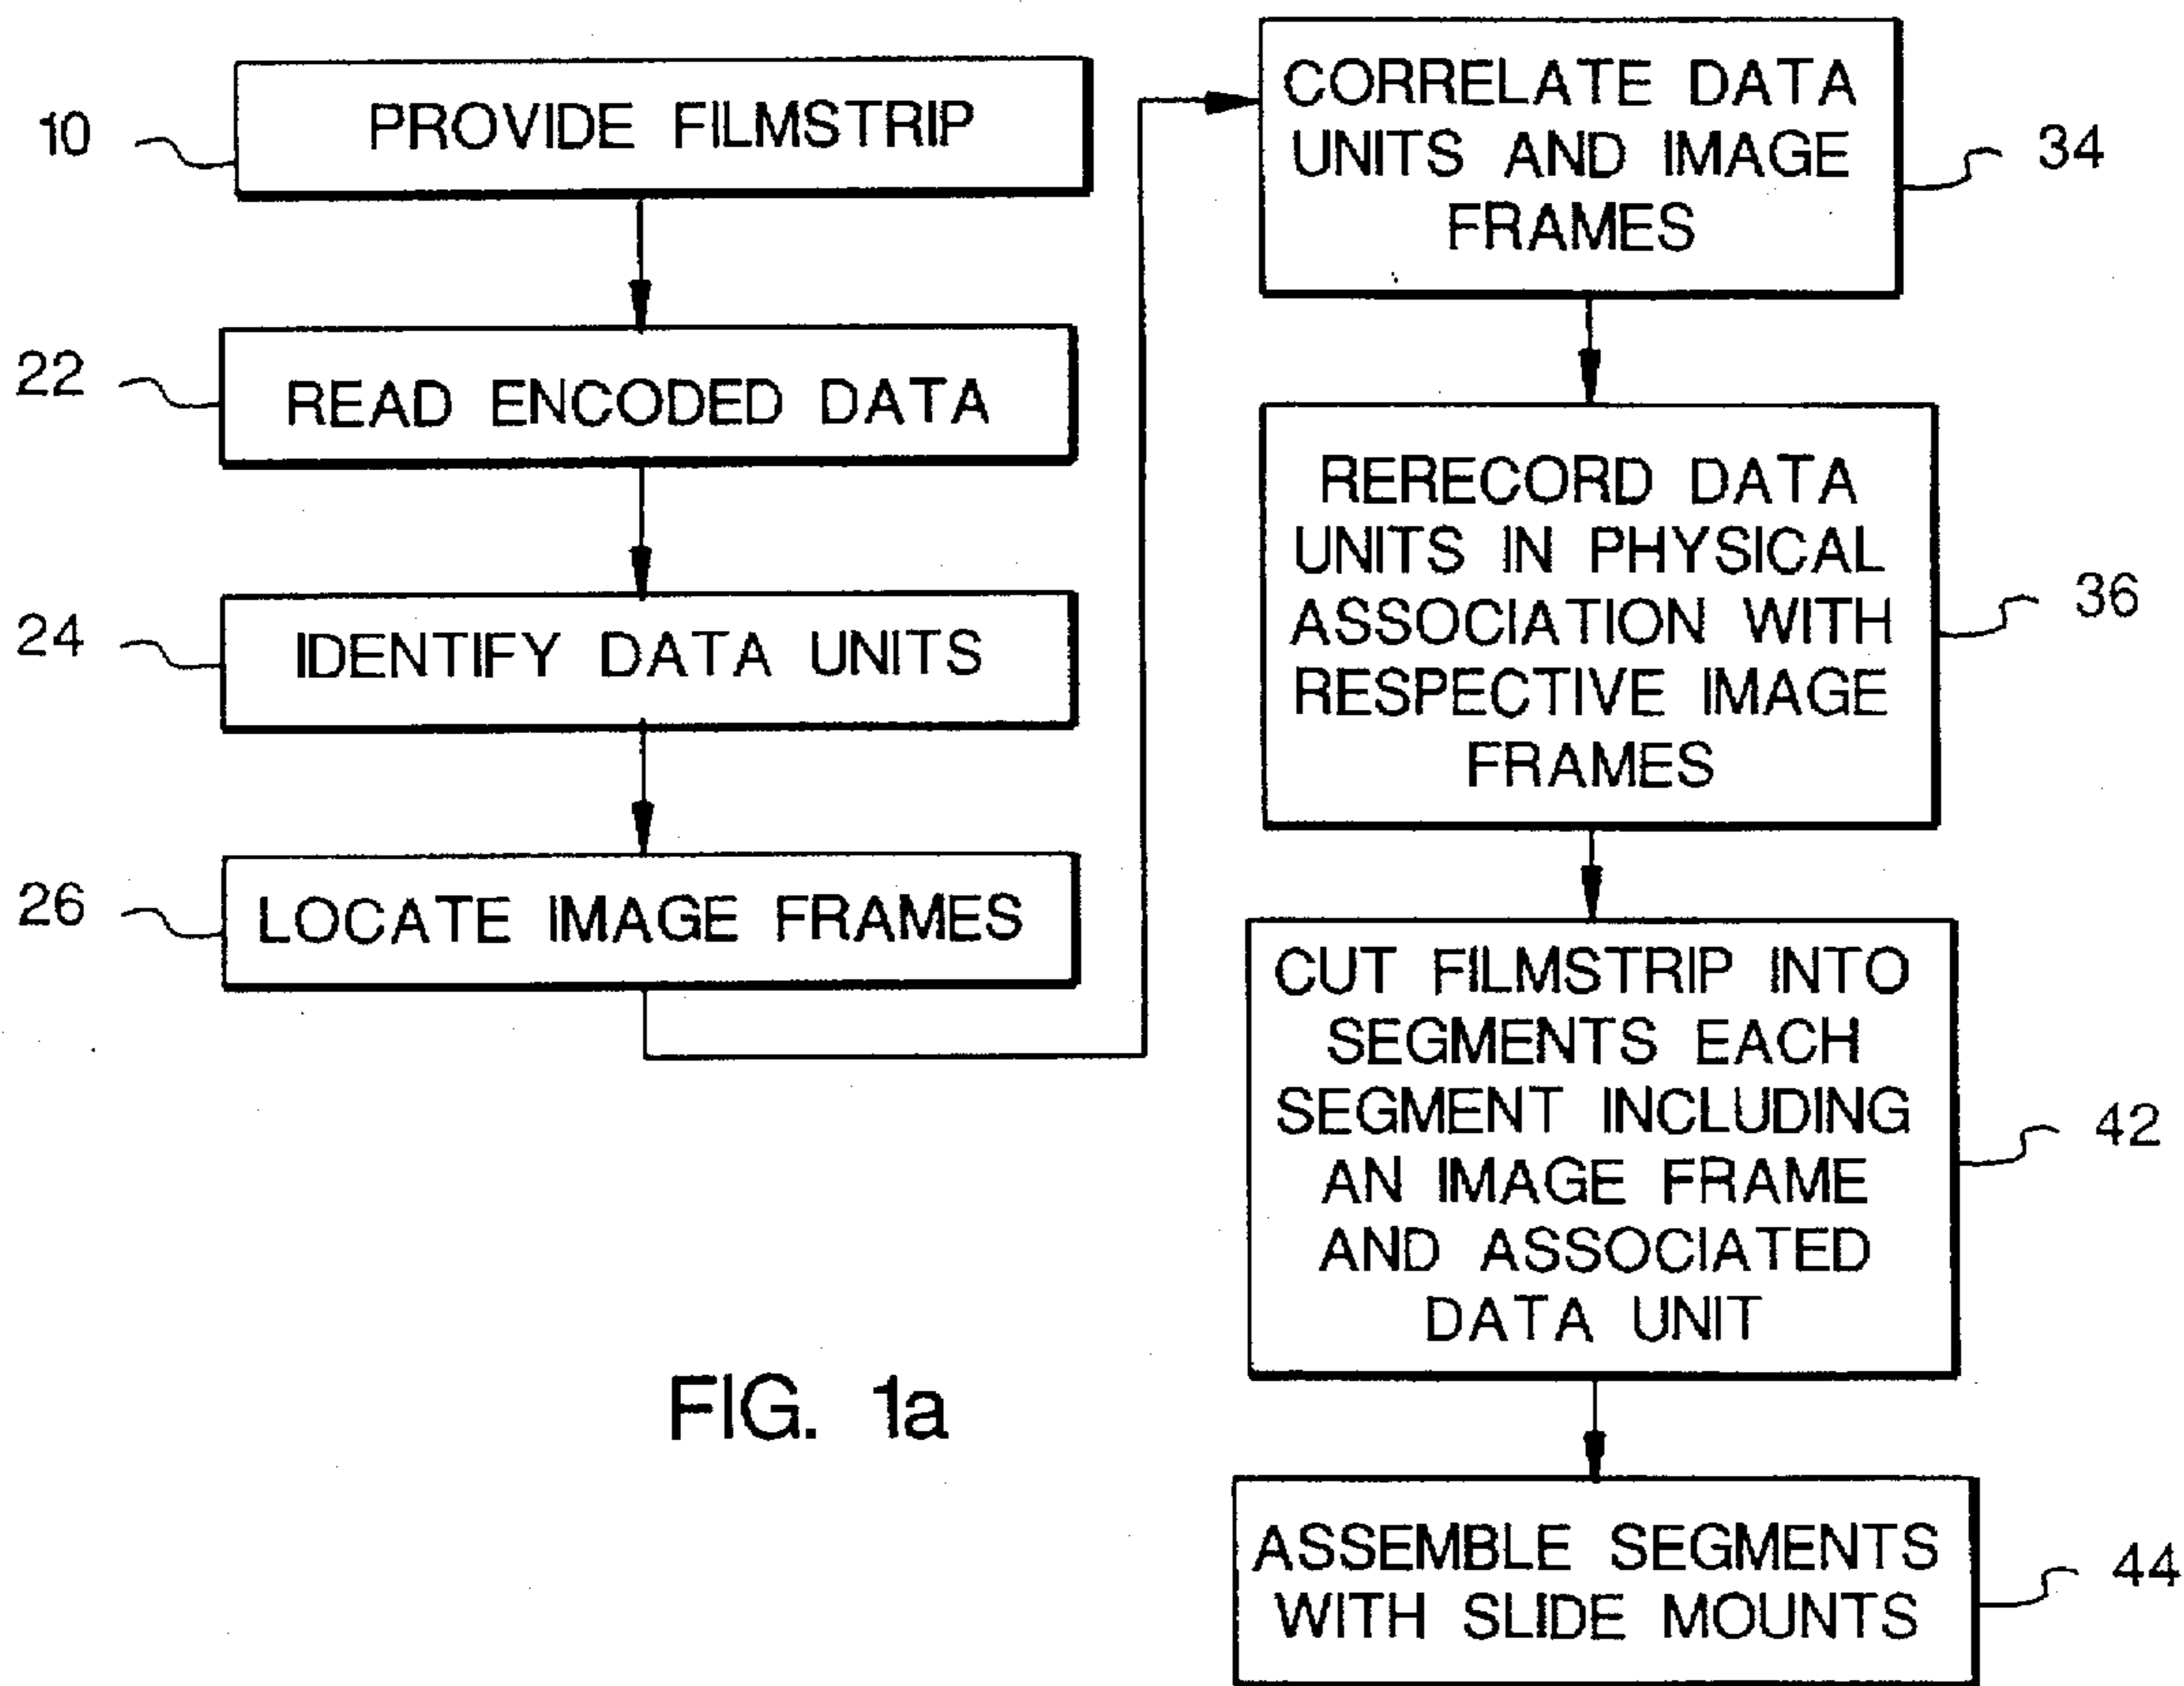 10
PROVIDE FILMSTRIP
22
READ ENCODED DATA
24
IDENTIFY DATA UNITS
26
LOCATE IMAGE FRAMES
CORRELATE DATA
UNITS AND IMAGE
FRAMES
34
RERECORD DATA
UNITS IN PHYSICAL
ASSOCIATION WITH
RESPECTIVE IMAGE
FRAMES
36
CUT FILMSTRIP INTO
SEGMENTS EACH
SEGMENT INCLUDING
AN IMAGE FRAME
AND ASSOCIATED
DATA UNIT
42
ASSEMBLE SEGMENTS
WITH SLIDE MOUNTS
44
FIG. 1a